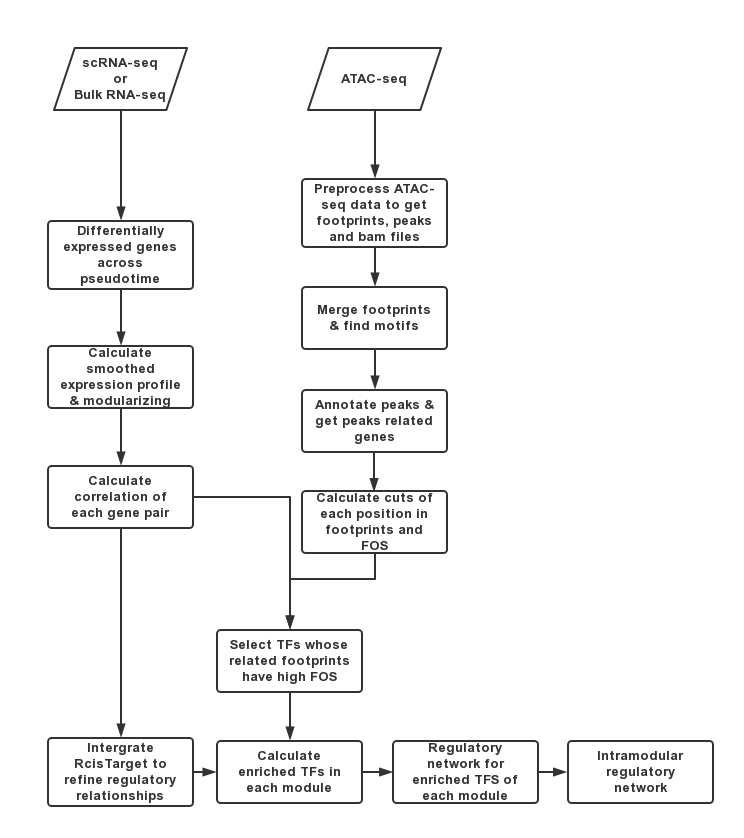 scRNA-seq
or
Bulk RNA-seq
ATAC-seq
Preprocess ATAC-
seq data to get
footprints, peaks
and bam files
Differentially
expressed genes
across
pseudotime
Merge footprints
& find motifs
Calculate
smoothed
expression profile
& modularizing
Annotate peaks &
get peaks related
genes
Calculate
correlation of
each gene pair
Calculate cuts of
each position in
footprints and
FOS
Select TFs whose
related footprints
have high FOS
Intergrate
RcisTarget to
refine regulatory
relationships
Calculate
enriched TFs in
each module
Regulatory
network for
enriched TFS of
each module
Intramodular
regulatory
network